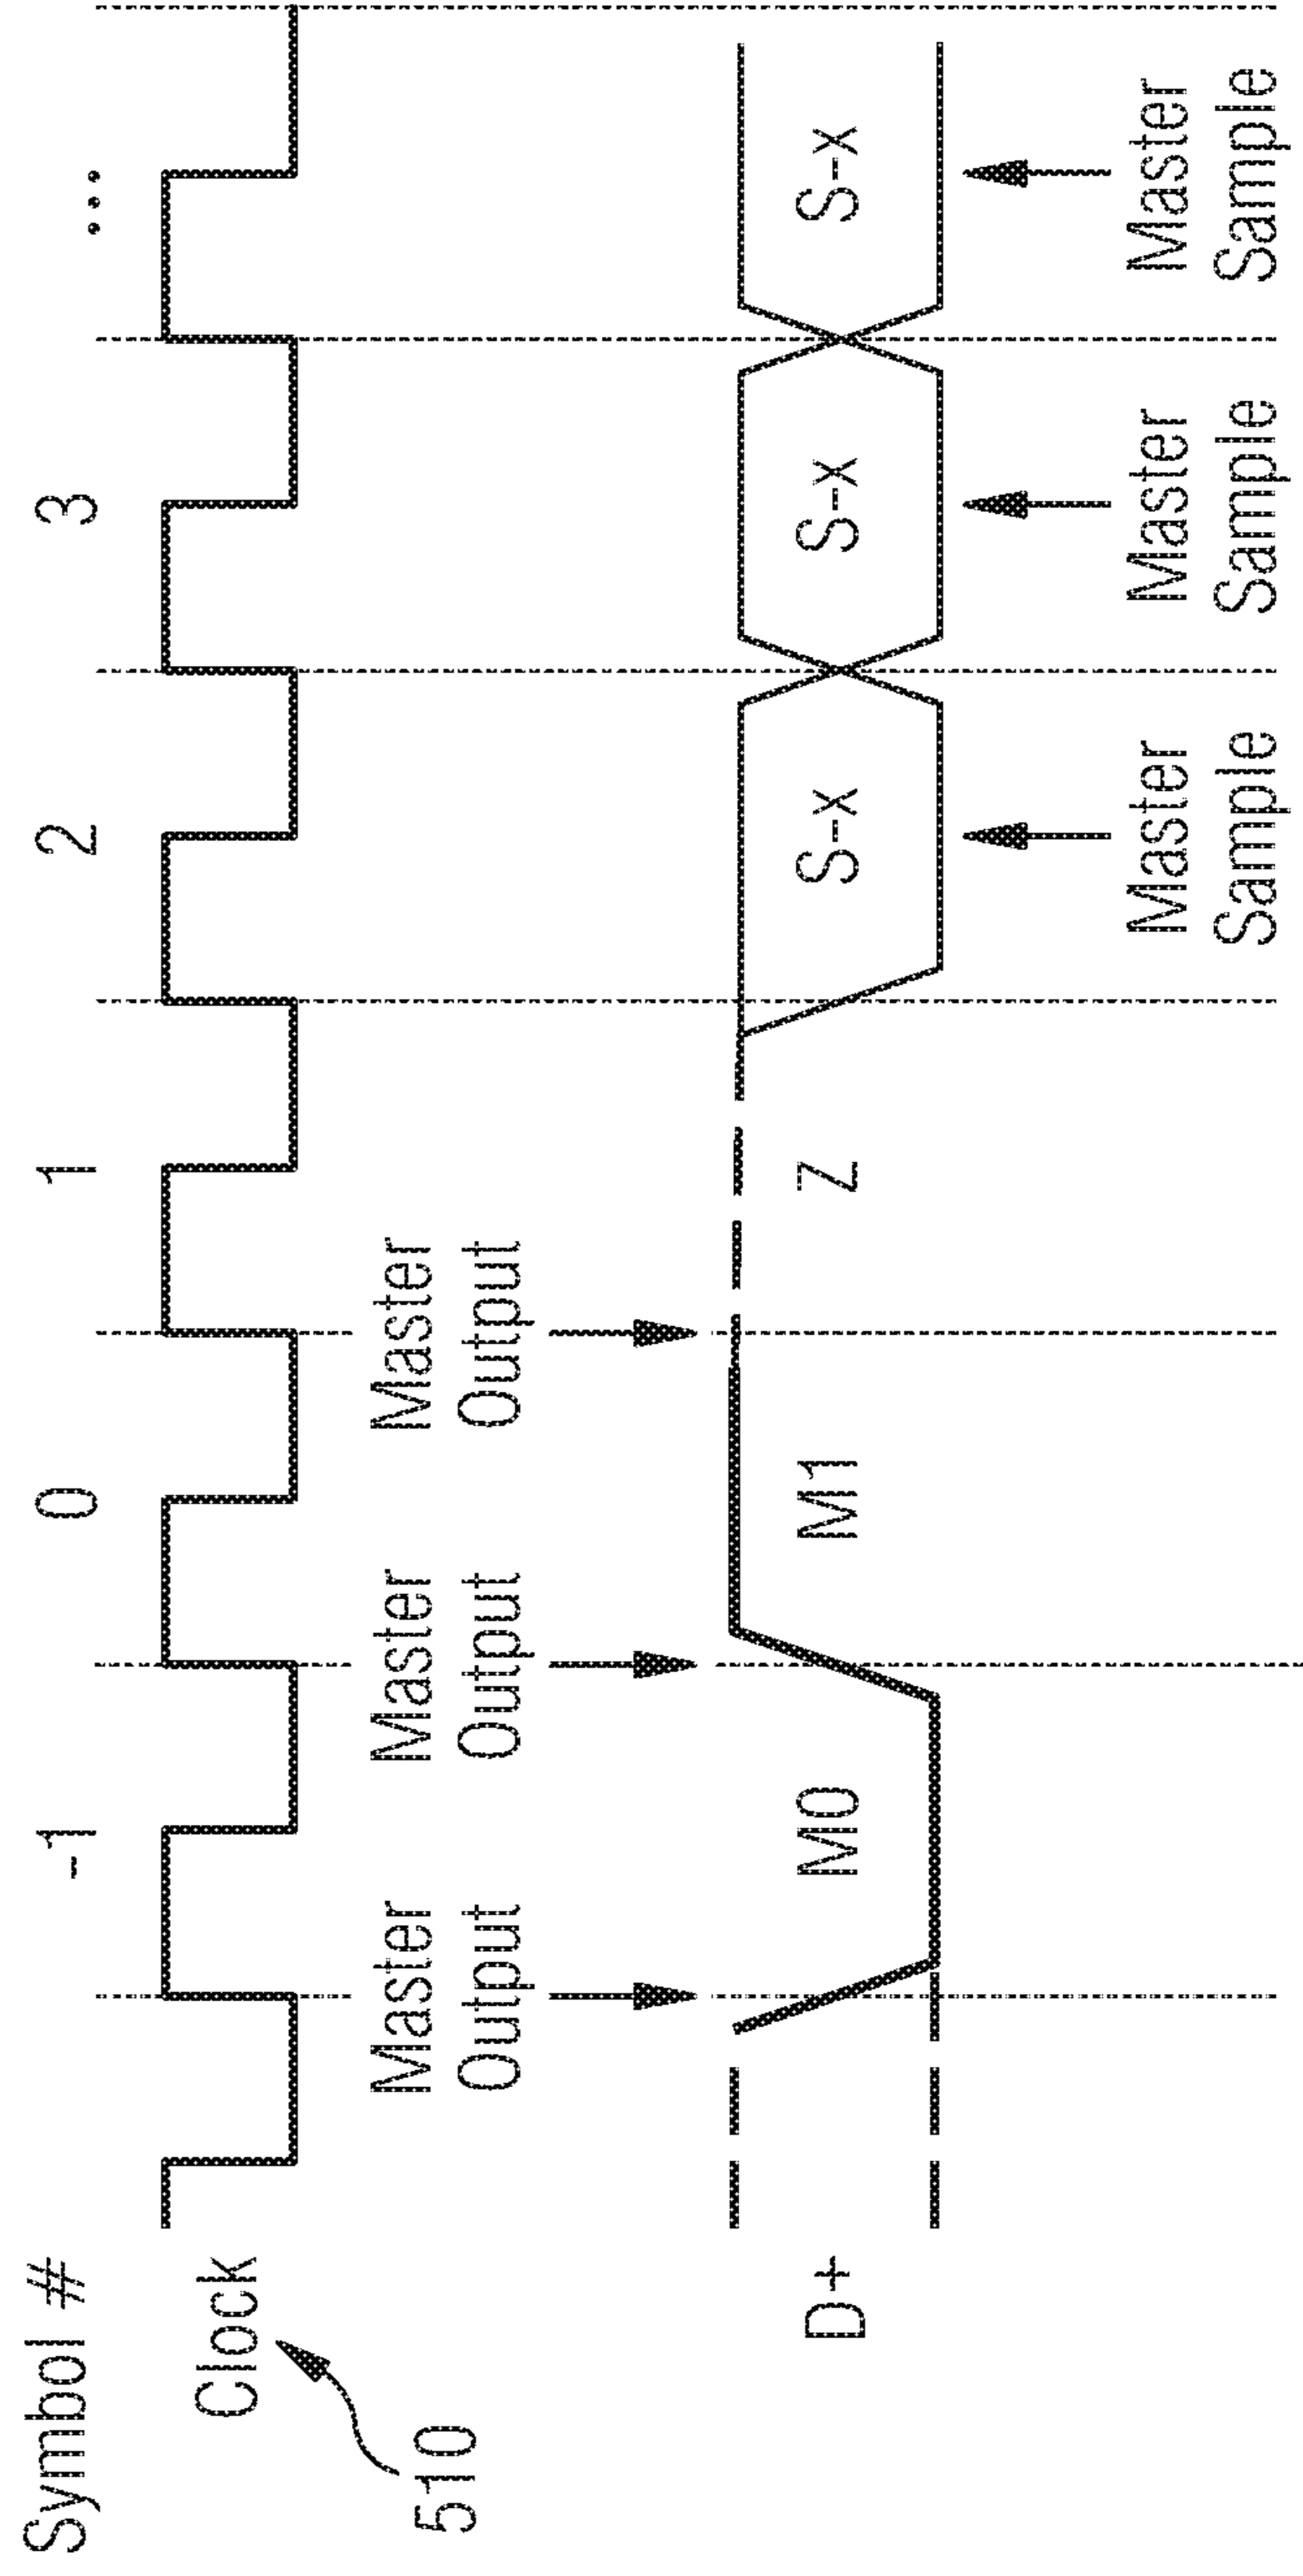 Symbol # -1 0 1 2 3 ...
Clock
510
Master Output
Master Output
Master Output
D+ M0 M1 Z S-x S-x S-x
Master Sample
Master Sample
Master Sample